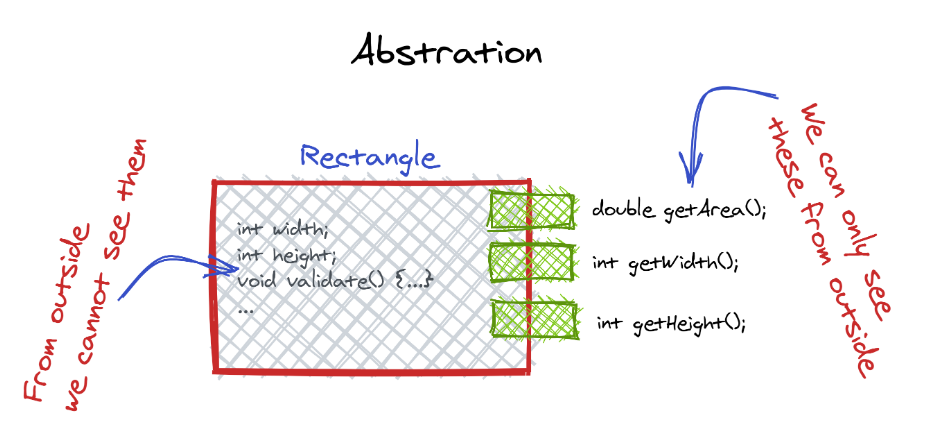 Abstration
Rectangle
int width;
int height;
void validate() {...}
...
double getArea();
int getWidth();
int getHeight();
From outside
we cannot see them
We can only see
these from outside